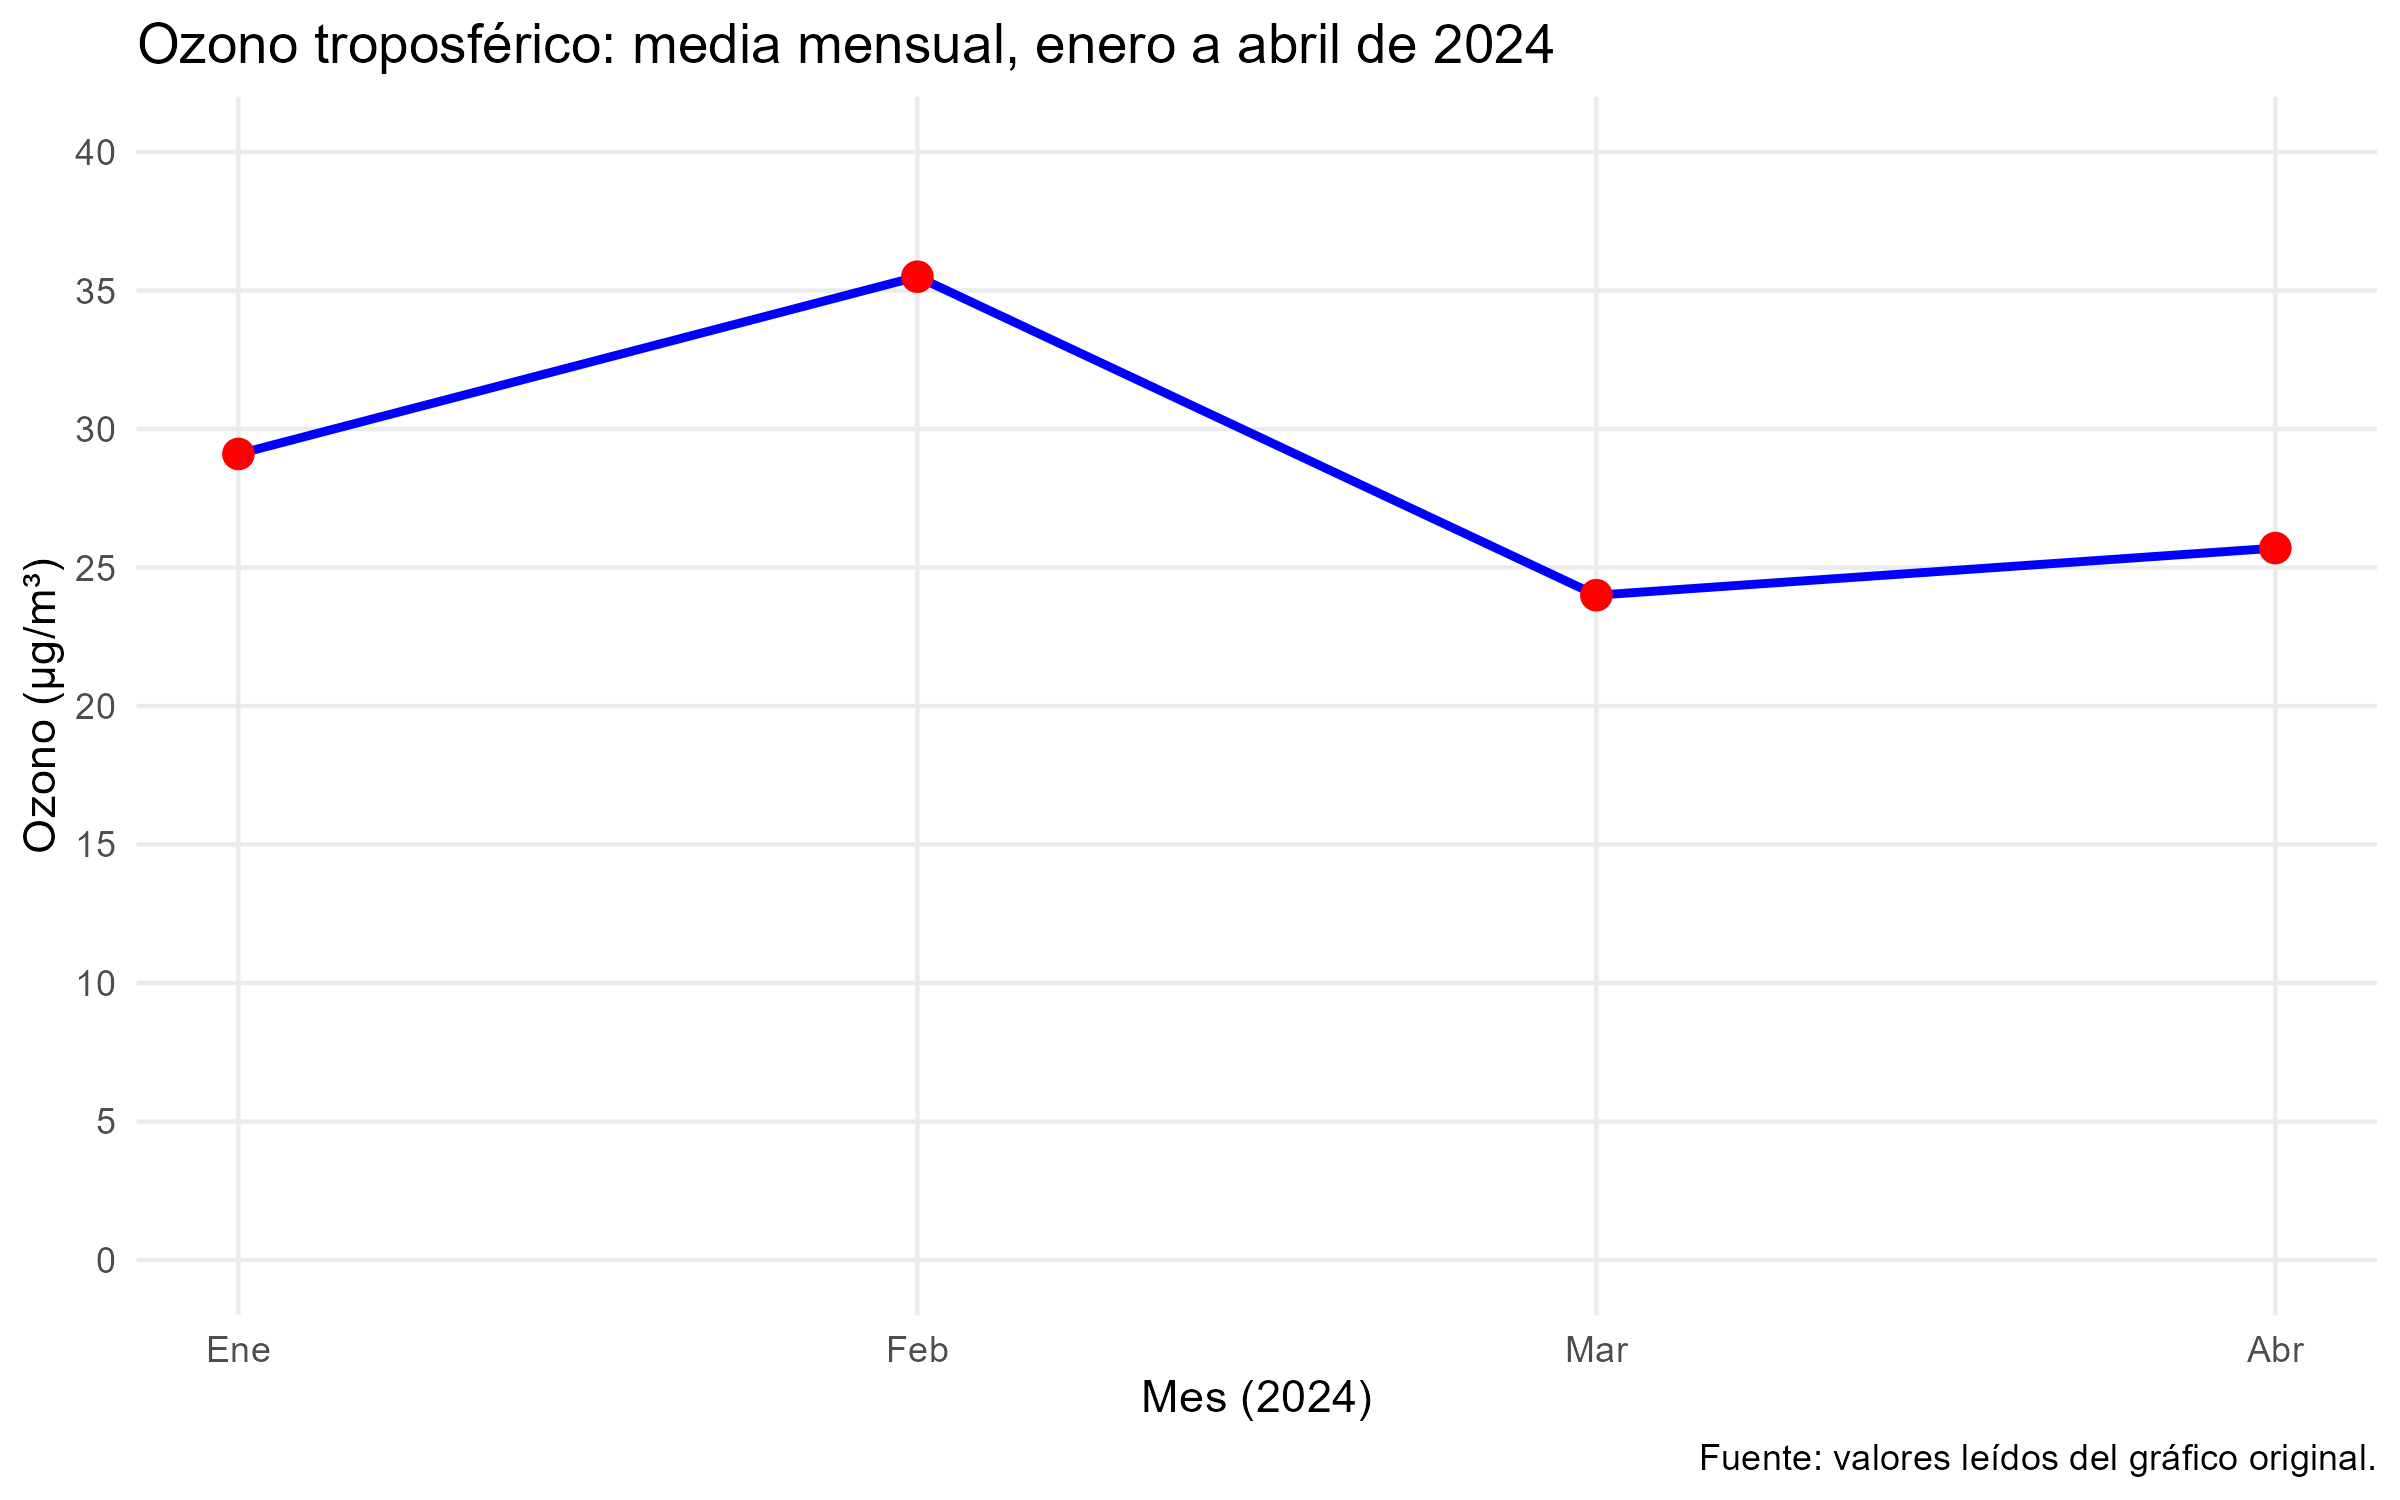 Ozono troposférico: media mensual, enero a abril de 2024
Ozono (µg/m³)
40
35
30
25
20
15
10
5
0
Ene Feb Mar Abr
Mes (2024)
Fuente: valores leídos del gráfico original.